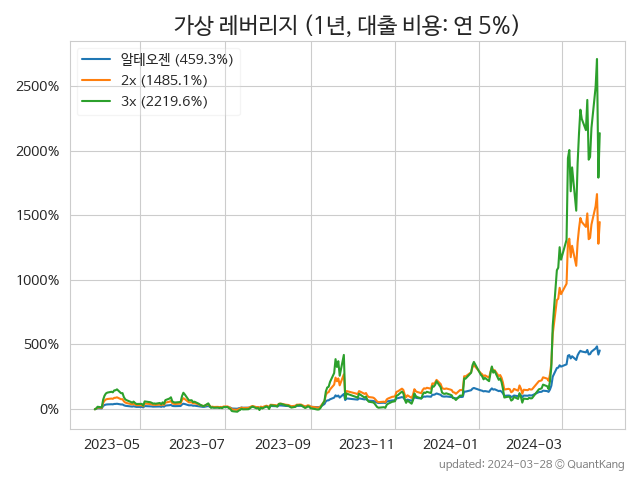 가상 레버리지 (1년, 대출 비용: 연 5%)
알테오젠 (459.3%)
2x (1485.1%)
3x (2219.6%)
2500%
2000%
1500%
1000%
500%
0%
2023-05 2023-07 2023-09 2023-11 2024-01 2024-03
updated: 2024-03-28 © QuantKang